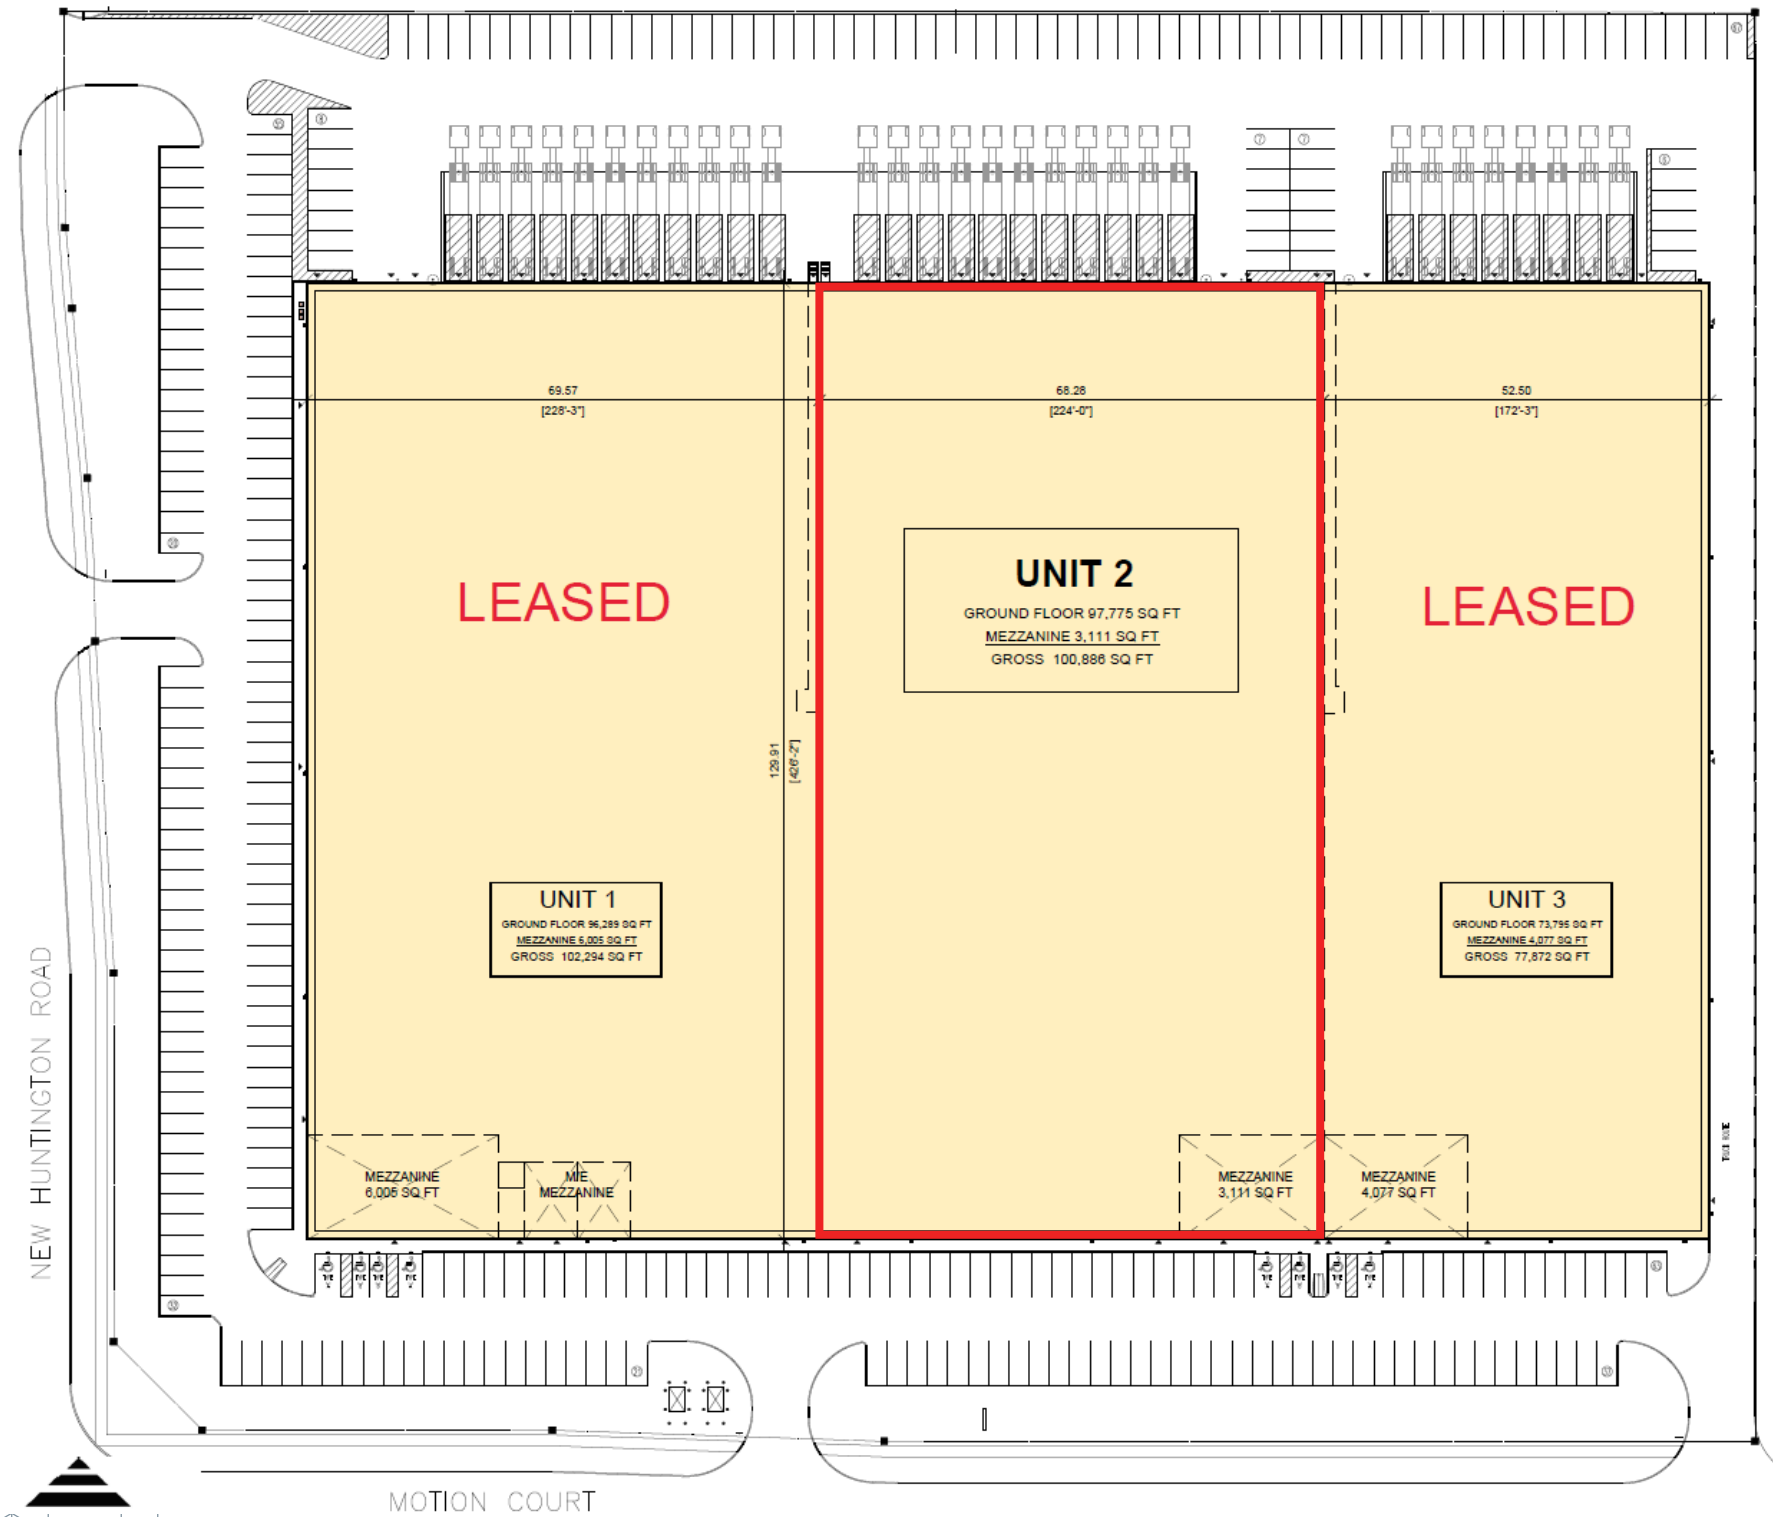 69.57
[228'-3"]
68.28
[224'-0"]
52.50
[172'-3"]
LEASED
UNIT 2
GROUND FLOOR 97,775 SQ FT
MEZZANINE 3,111 SQ FT
GROSS 100,886 SQ FT
LEASED
129.91
[426'-2"]
UNIT 1
GROUND FLOOR 96,289 SQ FT
MEZZANINE 6,005 SQ FT
GROSS 102,294 SQ FT
UNIT 3
GROUND FLOOR 73,795 SQ FT
MEZZANINE 4,077 SQ FT
GROSS 77,872 SQ FT
NEW HUNTINGTON ROAD
MEZZANINE
6,005 SQ FT
M/E
MEZZANINE
MEZZANINE
3,111 SQ FT
MEZZANINE
4,077 SQ FT
TRUCK ROUTE
MOTION COURT